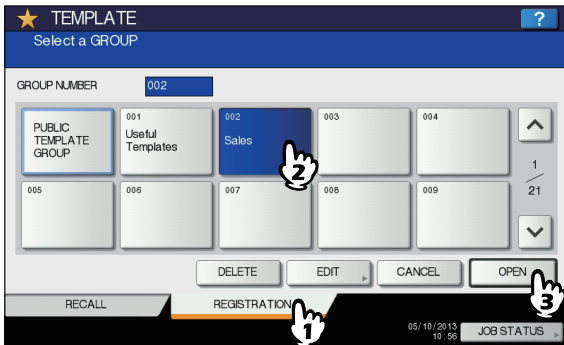 TEMPLATE
?
Select a GROUP
GROUP NUMBER 002
PUBLIC
TEMPLATE
GROUP
001
Useful
Templates
002
Sales
003
004
2
1
21
005
006
007
008
009
DELETE
EDIT
CANCEL
OPEN
3
RECALL
REGISTRATION
1
05/10/2013
10:56
JOB STATUS